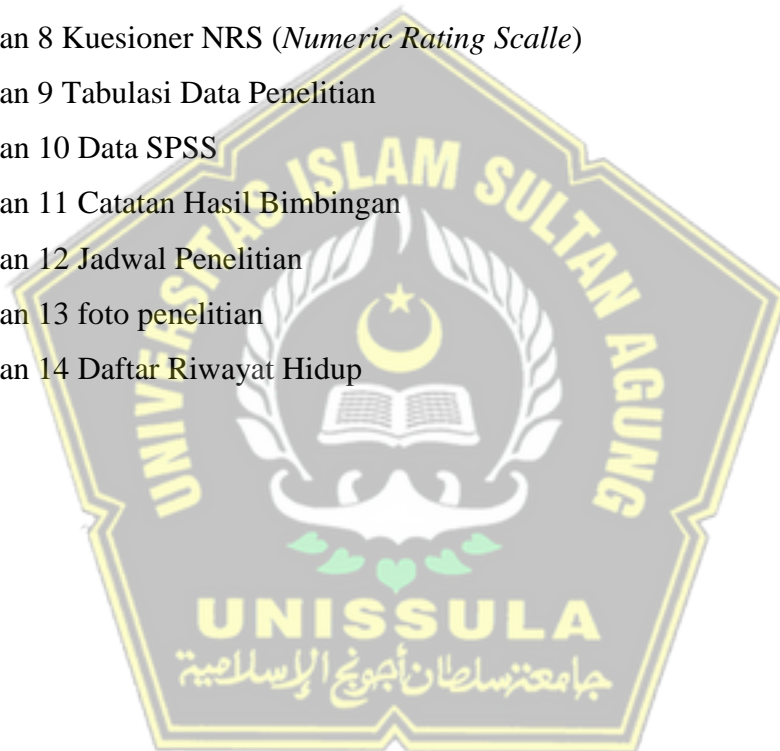 an 8 Kuesioner NRS (Numeric Rating Scalle)
an 9 Tabulasi Data Penelitian
an 10 Data SPSS
an 11 Catatan Hasil Bimbingan
an 12 Jadwal Penelitian
an 13 foto penelitian
an 14 Daftar Riwayat Hidup
UNIVERSITAS ISLAM SULTAN AGUNG
UNISSULA
جامعة سلطان أجونج الإسلامية